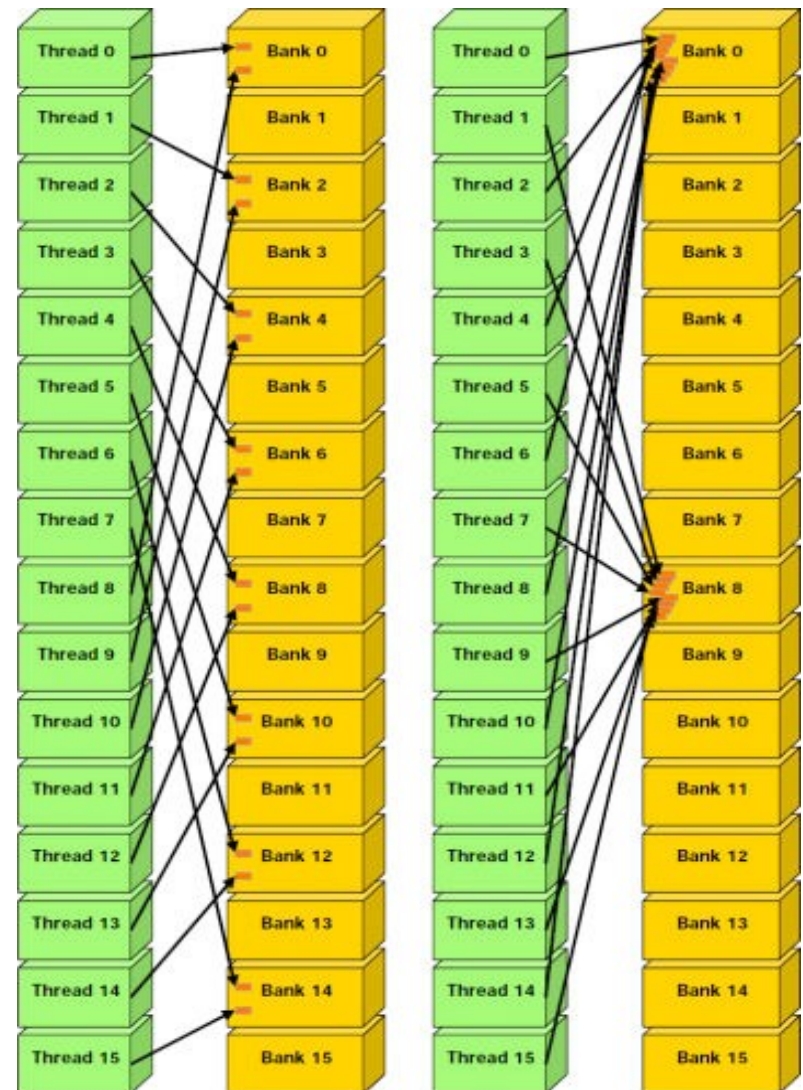 Thread 0 Bank 0 Thread 0 Bank 0
Thread 1 Bank 1 Thread 1 Bank 1
Thread 2 Bank 2 Thread 2 Bank 2
Thread 3 Bank 3 Thread 3 Bank 3
Thread 4 Bank 4 Thread 4 Bank 4
Thread 5 Bank 5 Thread 5 Bank 5
Thread 6 Bank 6 Thread 6 Bank 6
Thread 7 Bank 7 Thread 7 Bank 7
Thread 8 Bank 8 Thread 8 Bank 8
Thread 9 Bank 9 Thread 9 Bank 9
Thread 10 Bank 10 Thread 10 Bank 10
Thread 11 Bank 11 Thread 11 Bank 11
Thread 12 Bank 12 Thread 12 Bank 12
Thread 13 Bank 13 Thread 13 Bank 13
Thread 14 Bank 14 Thread 14 Bank 14
Thread 15 Bank 15 Thread 15 Bank 15